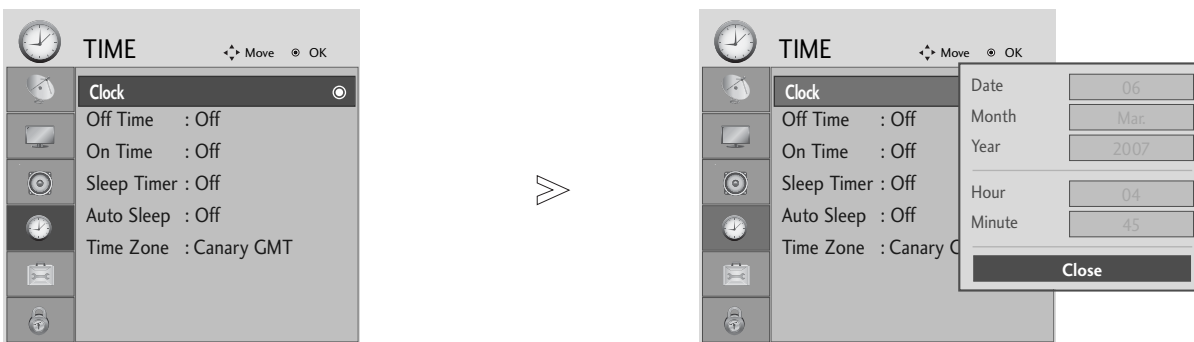 TIME Move OK
Clock
Off Time : Off
On Time : Off
Sleep Timer : Off
Auto Sleep : Off
Time Zone : Canary GMT
TIME Move OK
Clock
Off Time : Off
On Time : Off
Sleep Timer : Off
Auto Sleep : Off
Time Zone : Canary G
Date 06
Month Mar.
Year 2007
Hour 04
Minute 45
Close